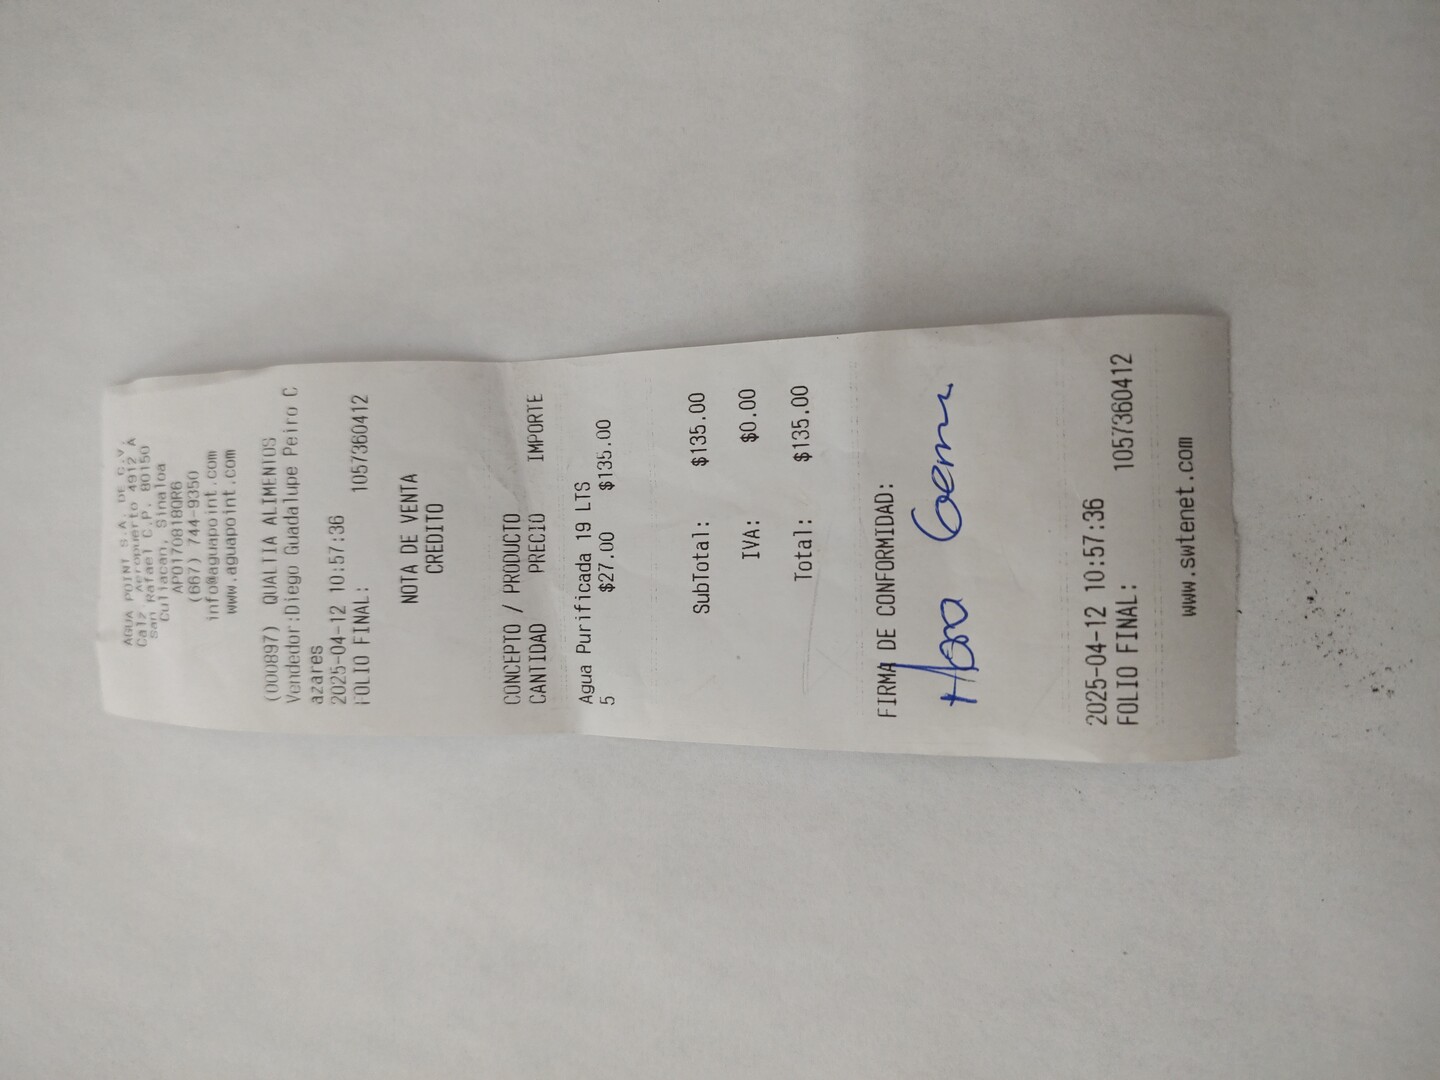 AGUA POINT S.A. DE C.V.
Calz Aeropuerto 4912 A
San Rafael C.P. 80150
Culiacan, Sinaloa
APO170818QR6
(667) 744-9350
info@aguapoint.com
www.aguapoint.com
(000897) QUALTIA ALIMENTOS
Vendedor:Diego Guadalupe Peiro C
azares
2025-04-12 10:57:36
FOLIO FINAL: 1057360412
NOTA DE VENTA
CREDITO
CONCEPTO / PRODUCTO
CANTIDAD PRECIO IMPORTE
Agua Purificada 19 LTS
5 $27.00 $135.00
SubTotal: $135.00
IVA: $0.00
Total: $135.00
FIRMA DE CONFORMIDAD:
2025-04-12 10:57:36
FOLIO FINAL: 1057360412
www.swtenet.com